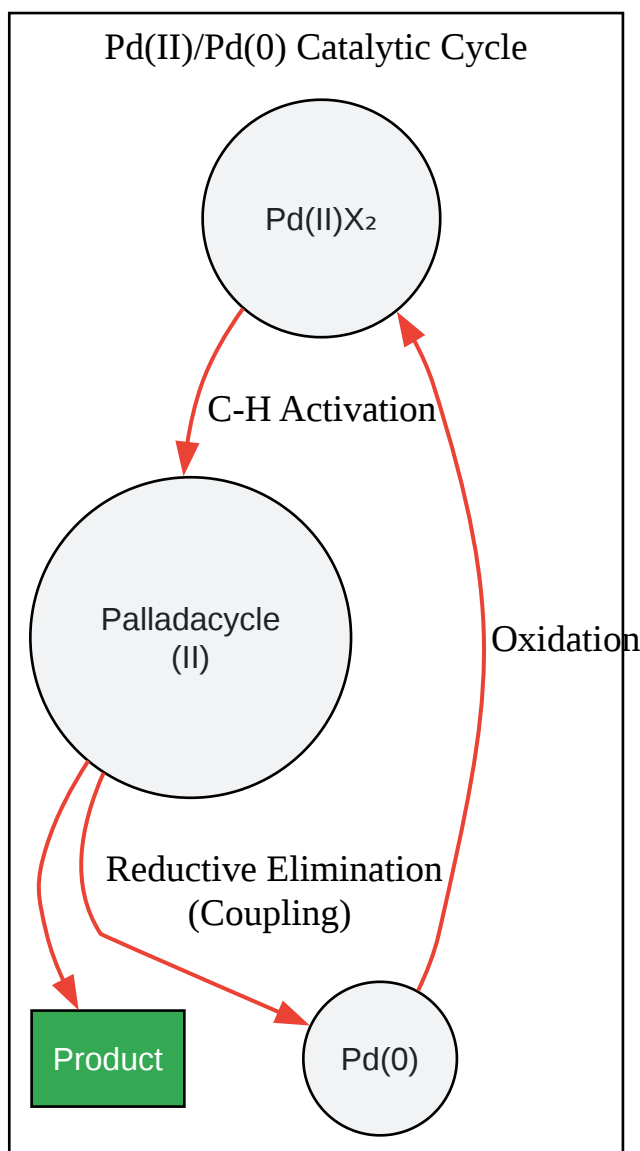 Pd(II)/Pd(0) Catalytic Cycle
Pd(II)X₂
C-H Activation
Palladacycle
(II)
Oxidation
Reductive Elimination
(Coupling)
Product
Pd(0)